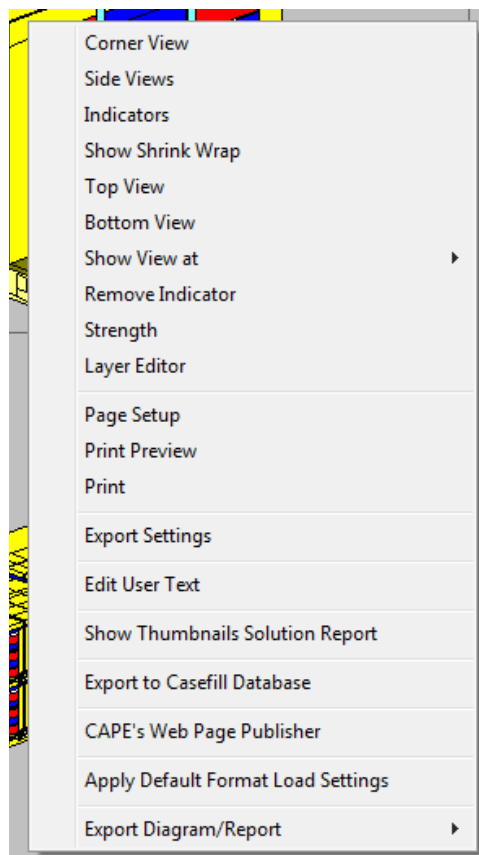 Corner View
Side Views
Indicators
Show Shrink Wrap
Top View
Bottom View
Show View at
Remove Indicator
Strength
Layer Editor
Page Setup
Print Preview
Print
Export Settings
Edit User Text
Show Thumbnails Solution Report
Export to Casefill Database
CAPE's Web Page Publisher
Apply Default Format Load Settings
Export Diagram/Report